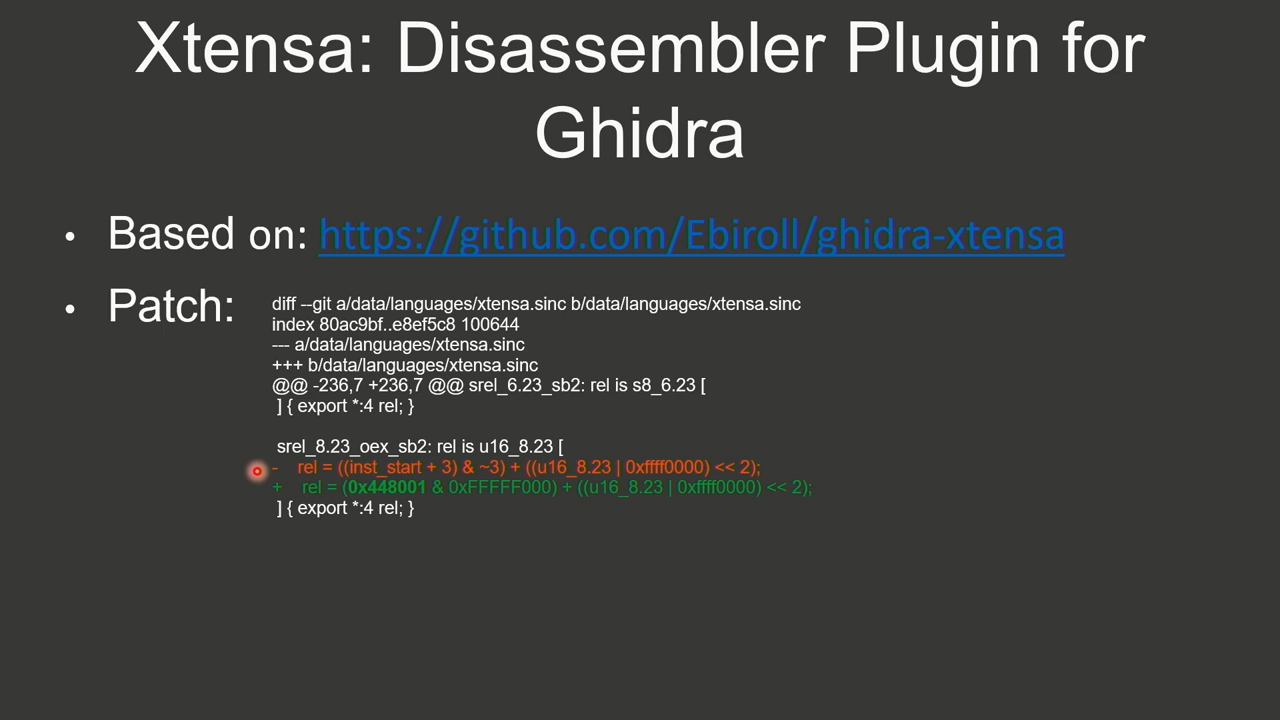 Xtensa: Disassembler Plugin for
Ghidra
• Based on: https://github.com/Ebiroll/ghidra-xtensa
• Patch:
diff --git a/data/languages/xtensa.sinc b/data/languages/xtensa.sinc
index 80ac9bf..e8ef5c8 100644
--- a/data/languages/xtensa.sinc
+++ b/data/languages/xtensa.sinc
@@ -236,7 +236,7 @@ srel_6.23_sb2: rel is s8_6.23 [
] { export *:4 rel; }
srel_8.23_oex_sb2: rel is u16_8.23 [
- rel = ((inst_start + 3) & ~3) + ((u16_8.23 | 0xffff0000) << 2);
+ rel = (0x448001 & 0xFFFFF000) + ((u16_8.23 | 0xffff0000) << 2);
] { export *:4 rel; }